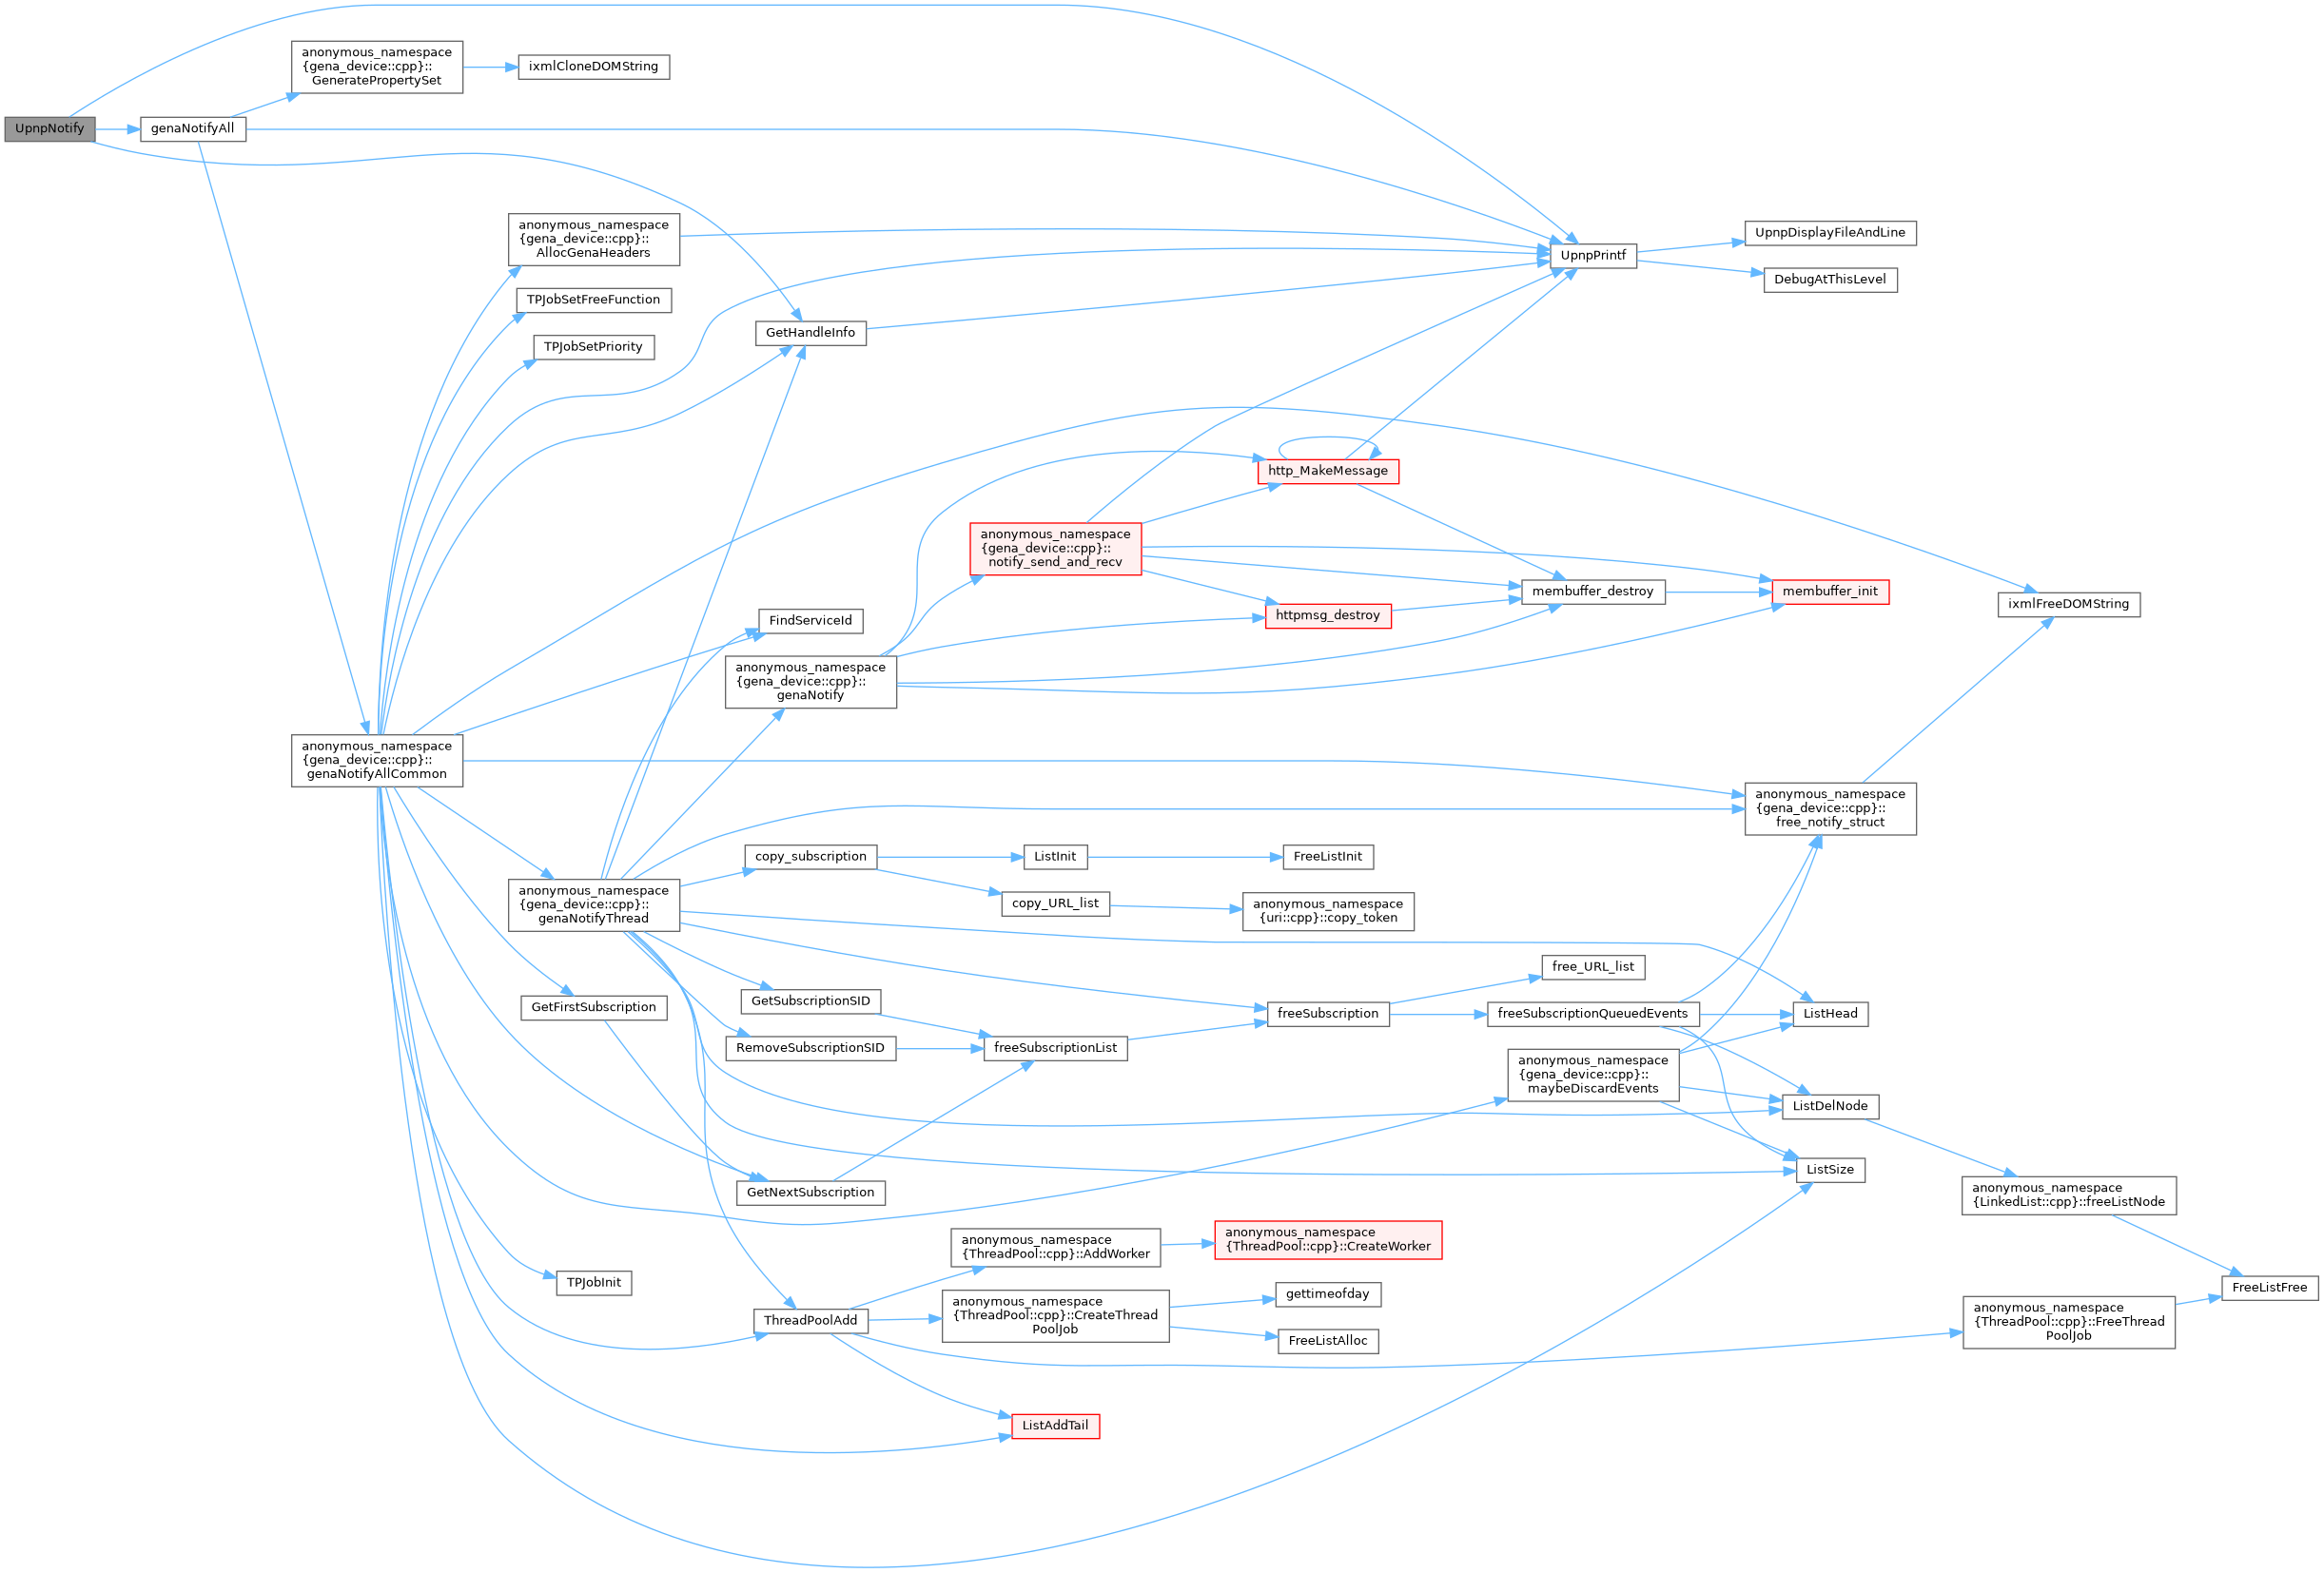 UpnpNotify
genaNotifyAll
anonymous_namespace
{gena_device::cpp}::
GeneratePropertySet
ixmlCloneDOMString
anonymous_namespace
{gena_device::cpp}::
AllocGenaHeaders
TPJobSetFreeFunction
TPJobSetPriority
GetHandleInfo
UpnpPrintf
UpnpDisplayFileAndLine
DebugAtThisLevel
http_MakeMessage
anonymous_namespace
{gena_device::cpp}::
notify_send_and_recv
httpmsg_destroy
membuffer_destroy
membuffer_init
ixmlFreeDOMString
FindServiceId
anonymous_namespace
{gena_device::cpp}::
genaNotify
anonymous_namespace
{gena_device::cpp}::
genaNotifyAllCommon
anonymous_namespace
{gena_device::cpp}::
free_notify_struct
anonymous_namespace
{gena_device::cpp}::
genaNotifyThread
copy_subscription
ListInit
FreeListInit
copy_URL_list
anonymous_namespace
{uri::cpp}::copy_token
GetFirstSubscription
GetSubscriptionSID
RemoveSubscriptionSID
freeSubscriptionList
freeSubscription
free_URL_list
freeSubscriptionQueuedEvents
ListHead
anonymous_namespace
{gena_device::cpp}::
maybeDiscardEvents
ListDelNode
ListSize
GetNextSubscription
anonymous_namespace
{LinkedList::cpp}::freeListNode
TPJobInit
ThreadPoolAdd
anonymous_namespace
{ThreadPool::cpp}::AddWorker
anonymous_namespace
{ThreadPool::cpp}::CreateWorker
anonymous_namespace
{ThreadPool::cpp}::CreateThread
PoolJob
gettimeofday
FreeListAlloc
anonymous_namespace
{ThreadPool::cpp}::FreeThread
PoolJob
FreeListFree
ListAddTail